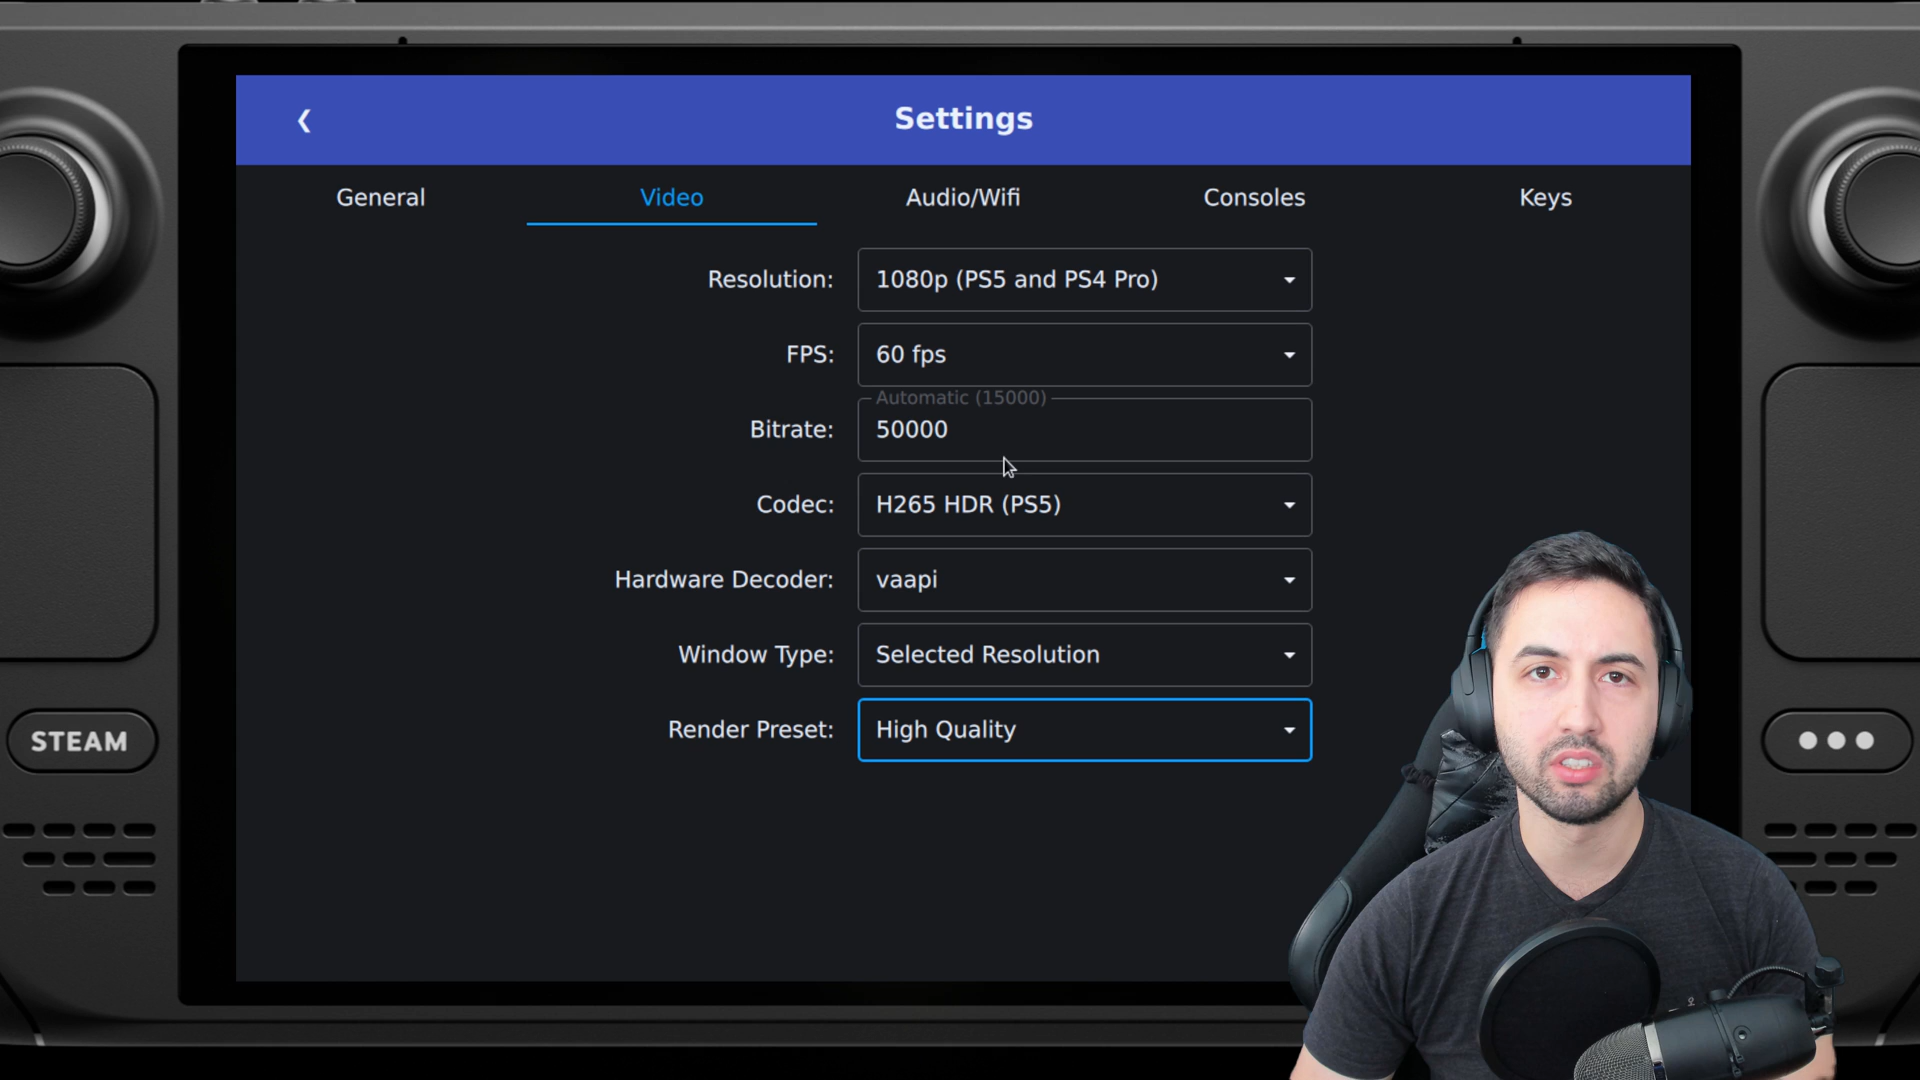 ❮ Settings
General Video Audio/Wifi Consoles Keys
Resolution: 1080p (PS5 and PS4 Pro)
FPS: 60 fps
Automatic (15000)
Bitrate: 50000
Codec: H265 HDR (PS5)
Hardware Decoder: vaapi
Window Type: Selected Resolution
Render Preset: High Quality
STEAM